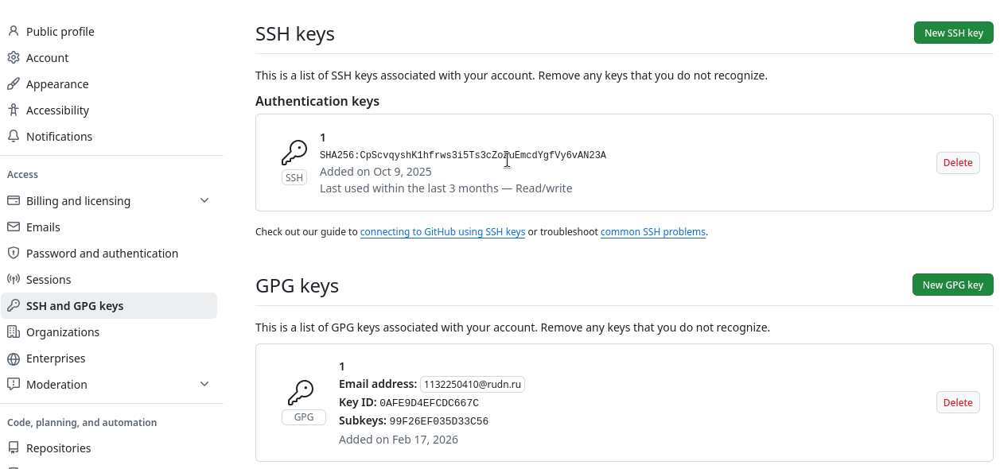 Public profile
Account
Appearance
Accessibility
Notifications
Access
Billing and licensing
Emails
Password and authentication
Sessions
SSH and GPG keys
Organizations
Enterprises
Moderation
Code, planning, and automation
Repositories
SSH keys
New SSH key
This is a list of SSH keys associated with your account. Remove any keys that you do not recognize.
Authentication keys
1
SSH
Added on Oct 9, 2025
Last used within the last 3 months — Read/write
Delete
Check out our guide to connecting to GitHub using SSH keys or troubleshoot common SSH problems.
GPG keys
New GPG key
This is a list of GPG keys associated with your account. Remove any keys that you do not recognize.
1
Email address: 1132250410@rudn.ru
Key ID: 0AFE9D4EFCDC667C
Subkeys: 99F26EF035D33C56
GPG
Added on Feb 17, 2026
Delete